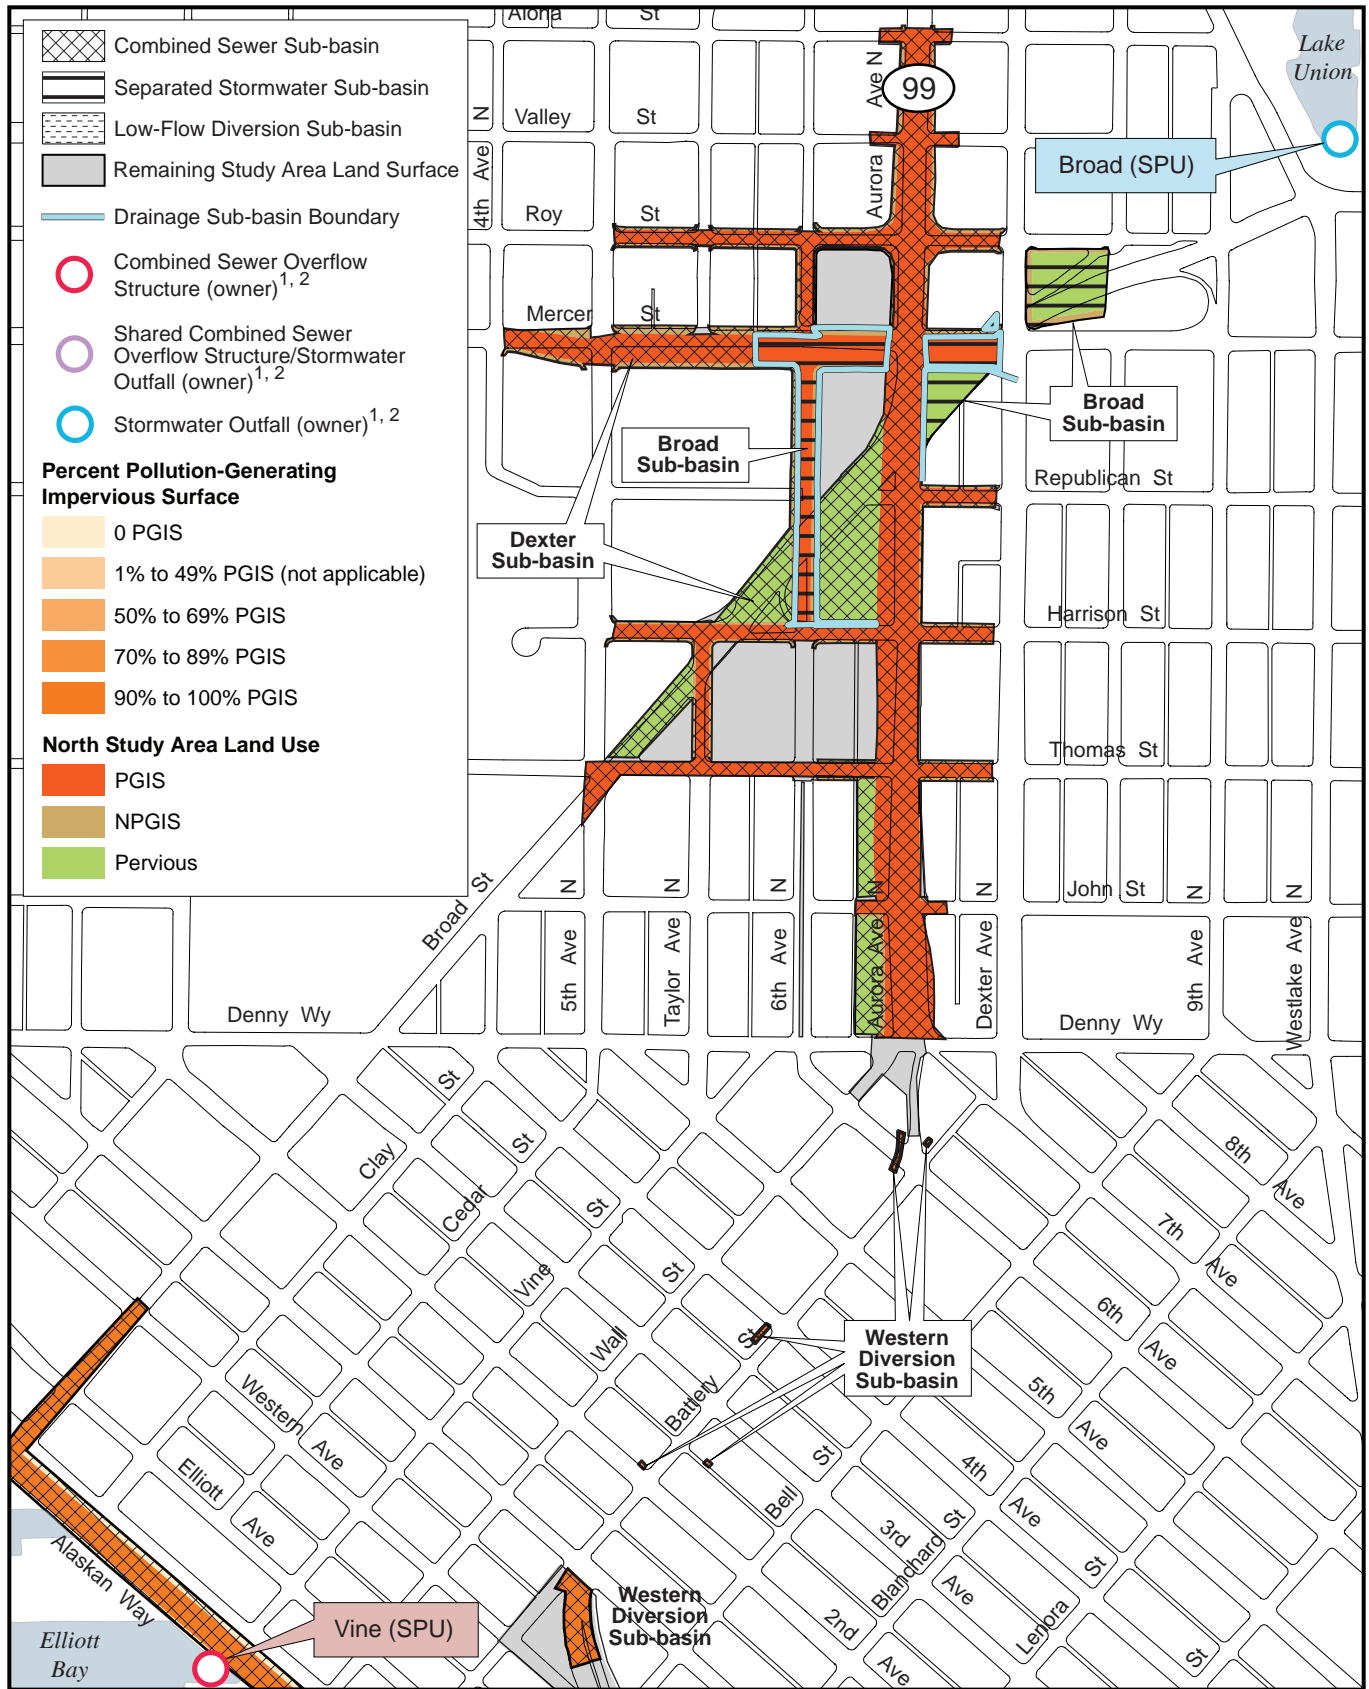 Combined Sewer Sub-basin
Separated Stormwater Sub-basin
Low-Flow Diversion Sub-basin
Remaining Study Area Land Surface
Drainage Sub-basin Boundary
Combined Sewer Overflow
Structure (owner)1, 2
Shared Combined Sewer
Overflow Structure/Stormwater
Outfall (owner)1, 2
Stormwater Outfall (owner)1, 2
Percent Pollution-Generating
Impervious Surface
0 PGIS
1% to 49% PGIS (not applicable)
50% to 69% PGIS
70% to 89% PGIS
90% to 100% PGIS
North Study Area Land Use
PGIS
NPGIS
Pervious
Aloha St
Lake
Union
99
Valley St
Broad (SPU)
4th Ave N
Aurora Ave N
Roy St
Mercer St
Broad
Sub-basin
Broad
Sub-basin
Republican St
Dexter
Sub-basin
Harrison St
Thomas St
John St
Broad St
5th Ave N
Taylor Ave N
6th Ave N
Aurora Ave N
Dexter Ave N
9th Ave N
Westlake Ave N
Denny Wy
Denny Wy
Clay St
Cedar St
Vine St
Wall St
Battery St
Bell St
Blanchard St
Lenora St
8th Ave
7th Ave
6th Ave
5th Ave
4th Ave
3rd Ave
2nd Ave
Western
Diversion
Sub-basin
Western Ave
Elliott Ave
Alaskan Way
Western
Diversion
Sub-basin
Vine (SPU)
Elliott
Bay